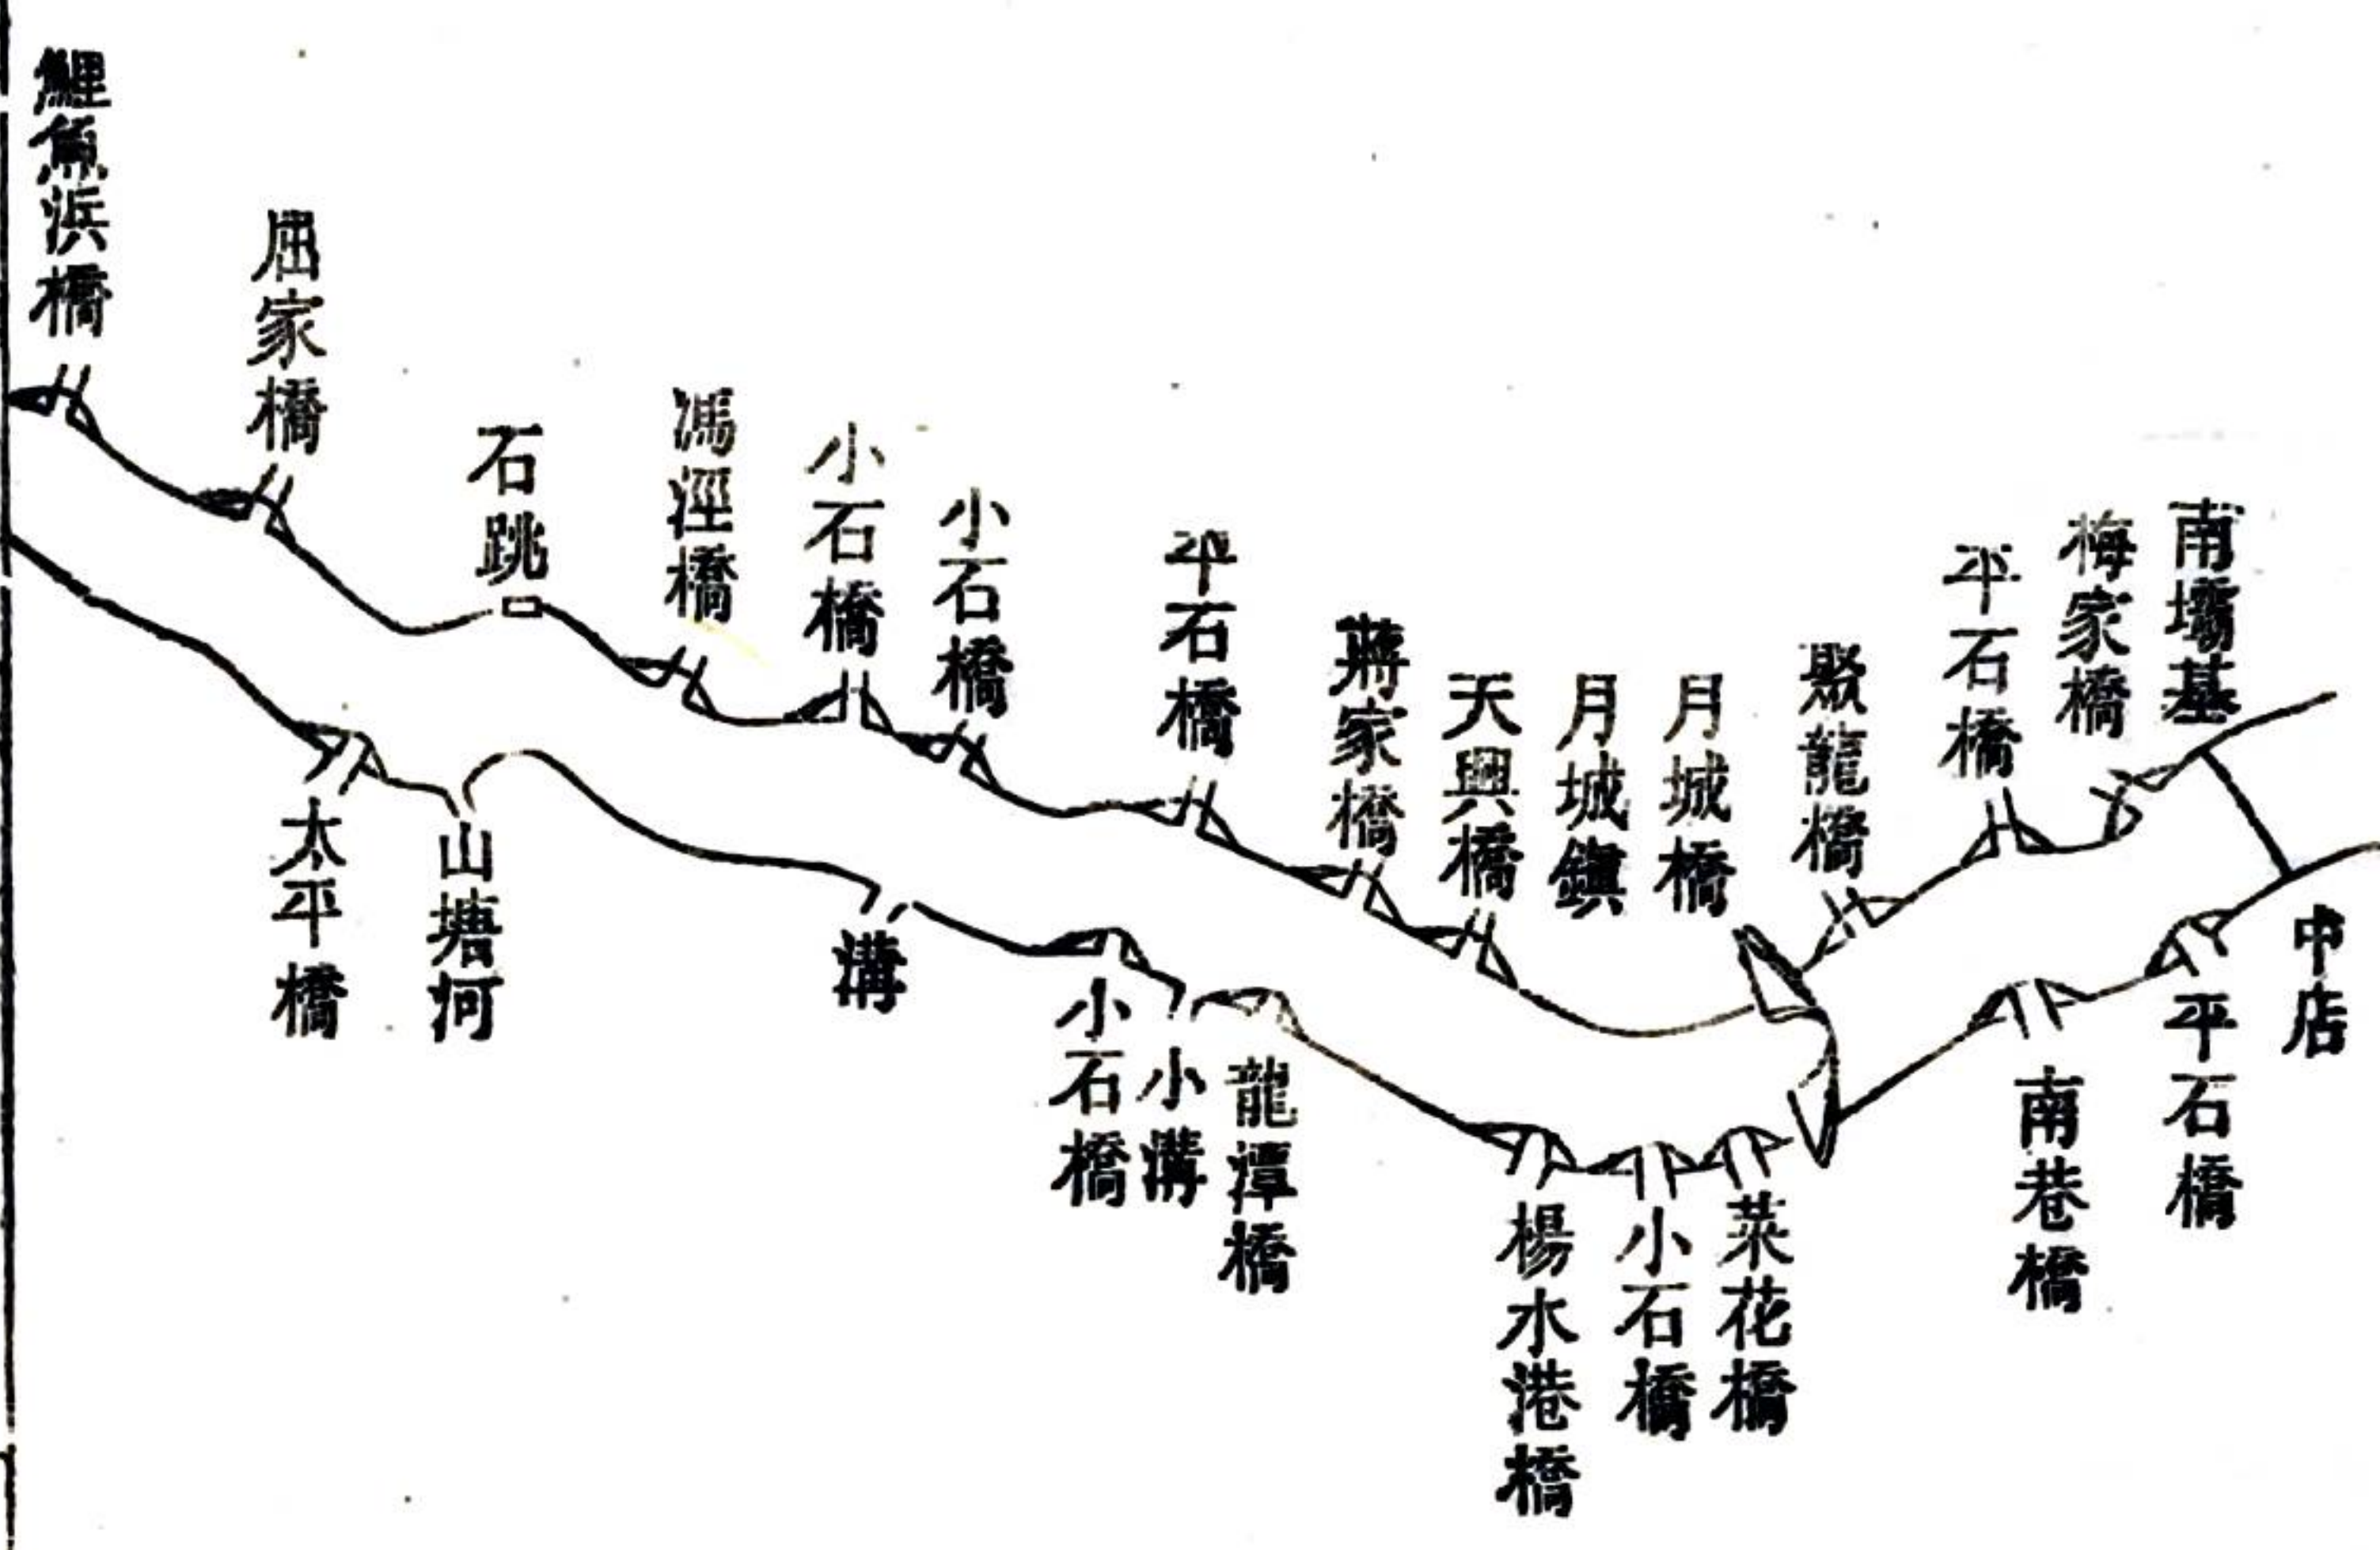 南壩基
梅家橋
平石橋
聚龍橋
月城橋
月城鎮
天興橋
蔣家橋
平石橋
小石橋
小石橋
馮涇橋
石跳
屈家橋
鯉魚浜橋
中店
平石橋
南巷橋
菜花橋
小石橋
楊水港橋
龍潭橋
小溝
小石橋
溝
山塘河
太平橋